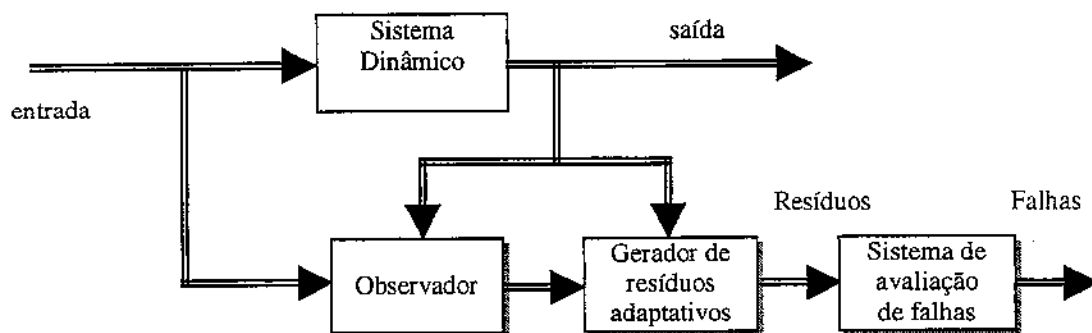 Sistema
Dinâmico
saída
entrada
Resíduos
Falhas
Observador
Gerador de
resíduos
adaptativos
Sistema de
avaliação
de falhas